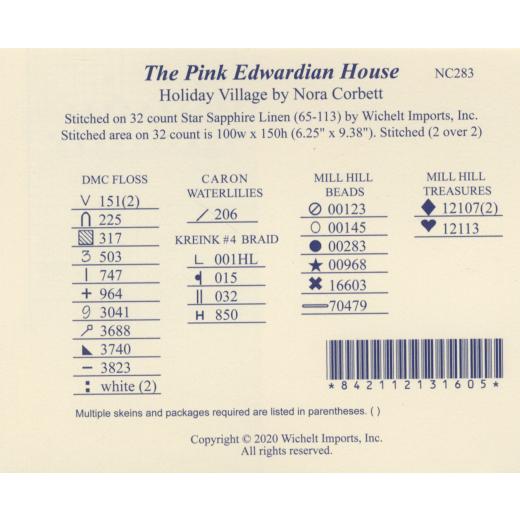 The Pink Edwardian House NC283
Holiday Village by Nora Corbett
Stitched on 32 count Star Sapphire Linen (65-113) by Wichelt Imports, Inc.
Stitched area on 32 count is 100w x 150h (6.25" x 9.38"). Stitched (2 over 2)
DMC FLOSS
151(2)
225
317
503
747
964
3041
3688
3740
3823
white (2)
CARON
WATERLILIES
206
KREINK #4 BRAID
001HL
015
032
850
MILL HILL
BEADS
00123
00145
00283
00968
16603
70479
MILL HILL
TREASURES
12107(2)
12113
*842112131605*
Multiple skeins and packages required are listed in parentheses. ( )
Copyright © 2020 Wichelt Imports, Inc.
All rights reserved.